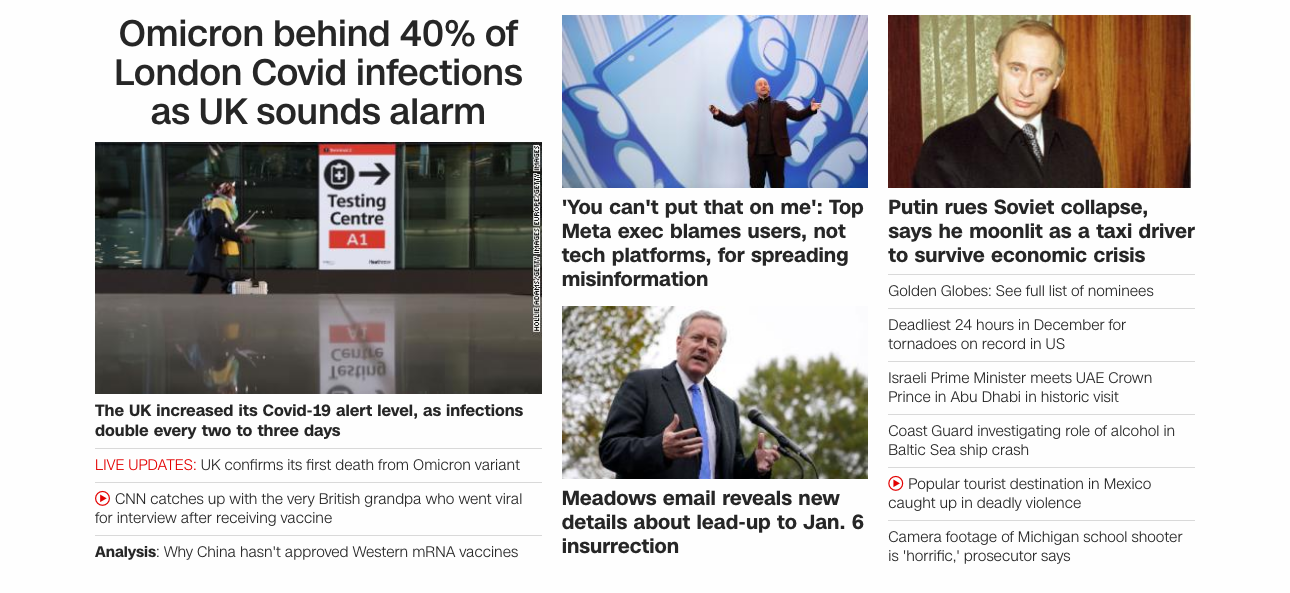 Omicron behind 40% of
London Covid infections
as UK sounds alarm
Testing
Centre
A1
HOLLIE ADAMS/GETTY IMAGES EUROPE/GETTY IMAGES
The UK increased its Covid-19 alert level, as infections
double every two to three days
LIVE UPDATES: UK confirms its first death from Omicron variant
CNN catches up with the very British grandpa who went viral
for interview after receiving vaccine
Analysis: Why China hasn't approved Western mRNA vaccines
'You can't put that on me': Top
Meta exec blames users, not
tech platforms, for spreading
misinformation
Meadows email reveals new
details about lead-up to Jan. 6
insurrection
Putin rues Soviet collapse,
says he moonlit as a taxi driver
to survive economic crisis
Golden Globes: See full list of nominees
Deadliest 24 hours in December for
tornadoes on record in US
Israeli Prime Minister meets UAE Crown
Prince in Abu Dhabi in historic visit
Coast Guard investigating role of alcohol in
Baltic Sea ship crash
Popular tourist destination in Mexico
caught up in deadly violence
Camera footage of Michigan school shooter
is 'horrific,' prosecutor says